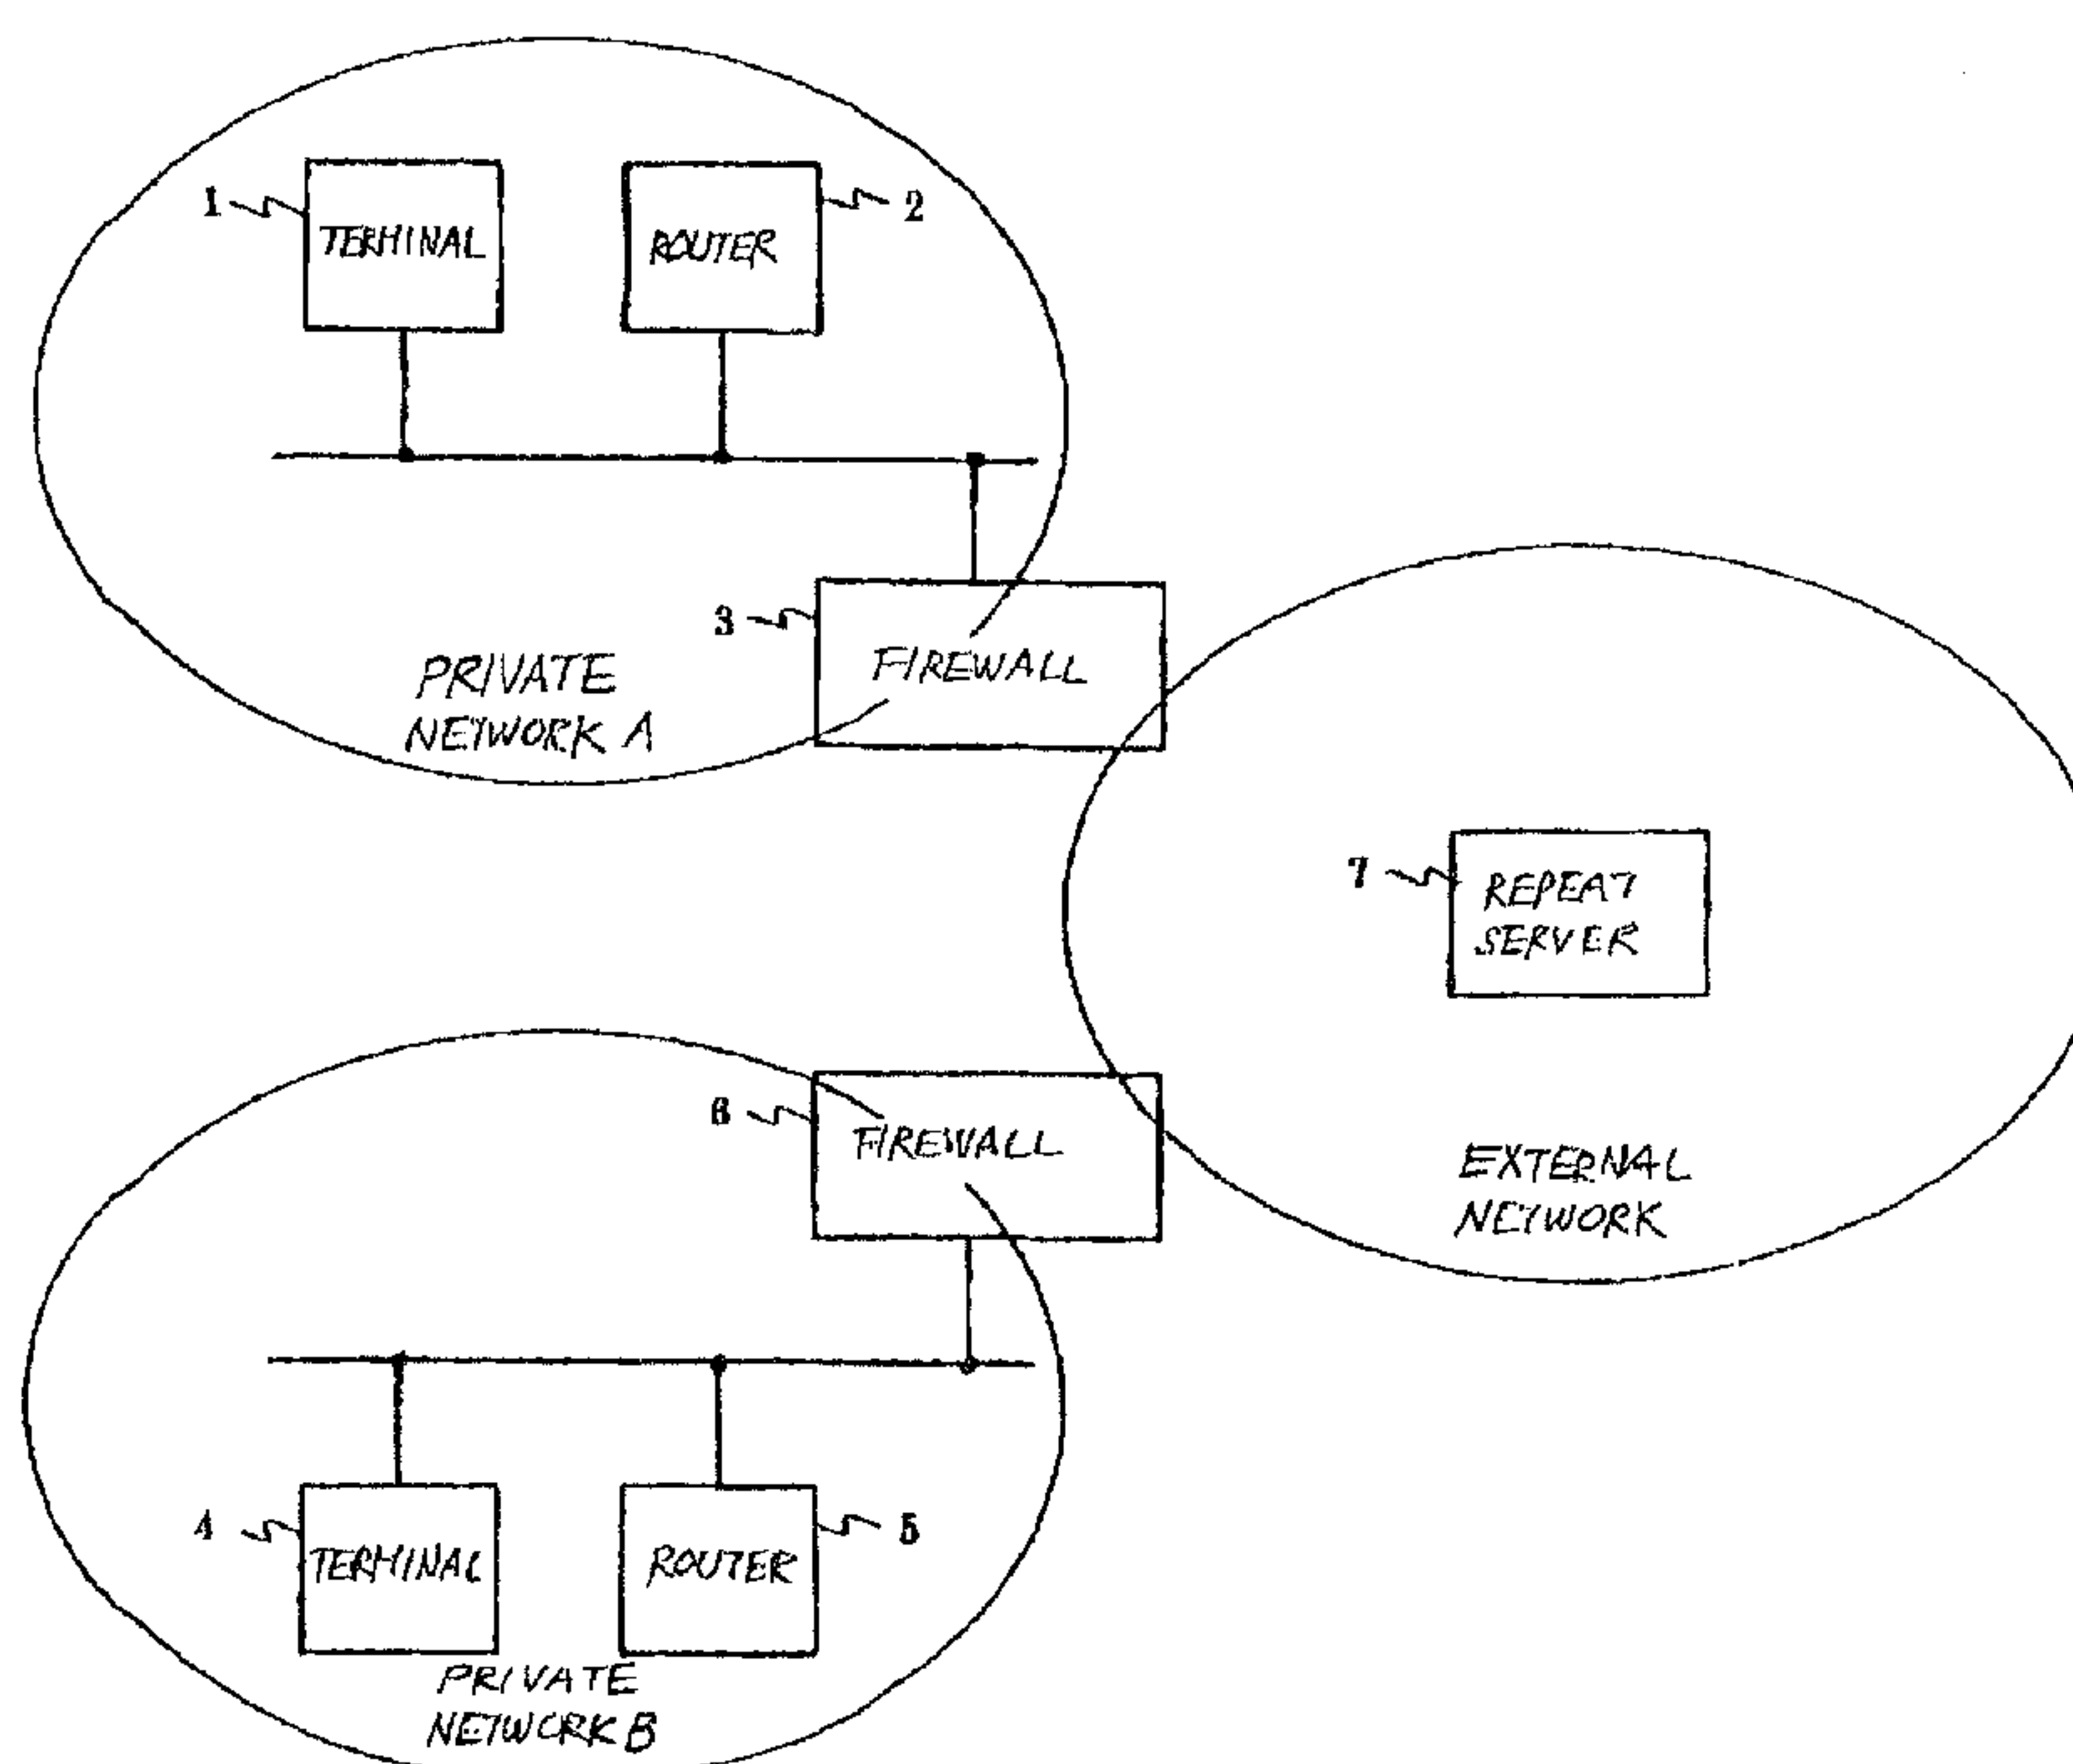 1
TERMINAL
ROUTER
2
3
FIREWALL
PRIVATE
NETWORK A
7
REPEAT
SERVER
6
FIREWALL
EXTERNAL
NETWORK
4
TERMINAL
ROUTER
5
PRIVATE
NETWORK B